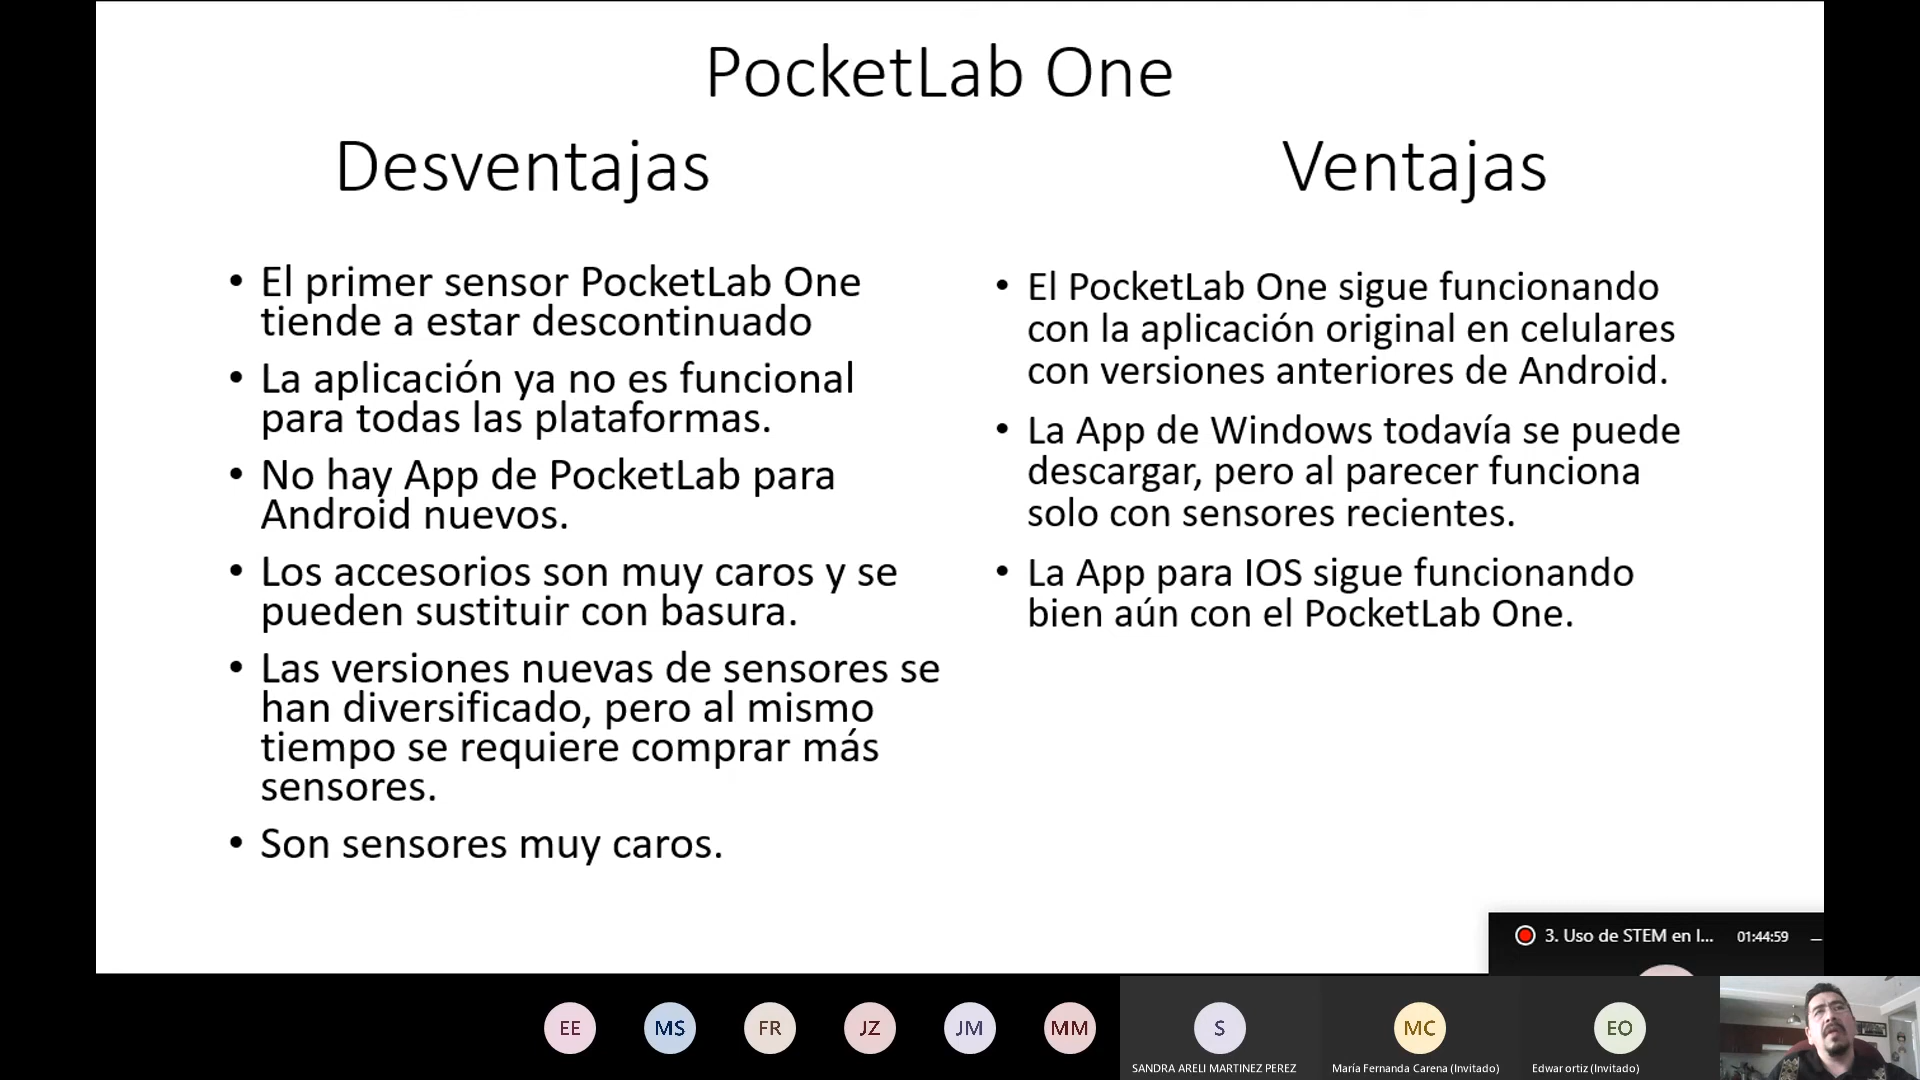 PocketLab One
Desventajas
Ventajas
• El primer sensor PocketLab One
tiende a estar descontinuado
• La aplicación ya no es funcional
para todas las plataformas.
• No hay App de PocketLab para
Android nuevos.
• Los accesorios son muy caros y se
pueden sustituir con basura.
• Las versiones nuevas de sensores se
han diversificado, pero al mismo
tiempo se requiere comprar más
sensores.
• Son sensores muy caros.
• El PocketLab One sigue funcionando
con la aplicación original en celulares
con versiones anteriores de Android.
• La App de Windows todavía se puede
descargar, pero al parecer funciona
solo con sensores recientes.
• La App para IOS sigue funcionando
bien aún con el PocketLab One.
3. Uso de STEM en l... 01:44:59
EE MS FR JZ JM MM S MC EO
SANDRA ARELI MARTINEZ PEREZ María Fernanda Carena (Invitado) Edwar ortiz (Invitado)